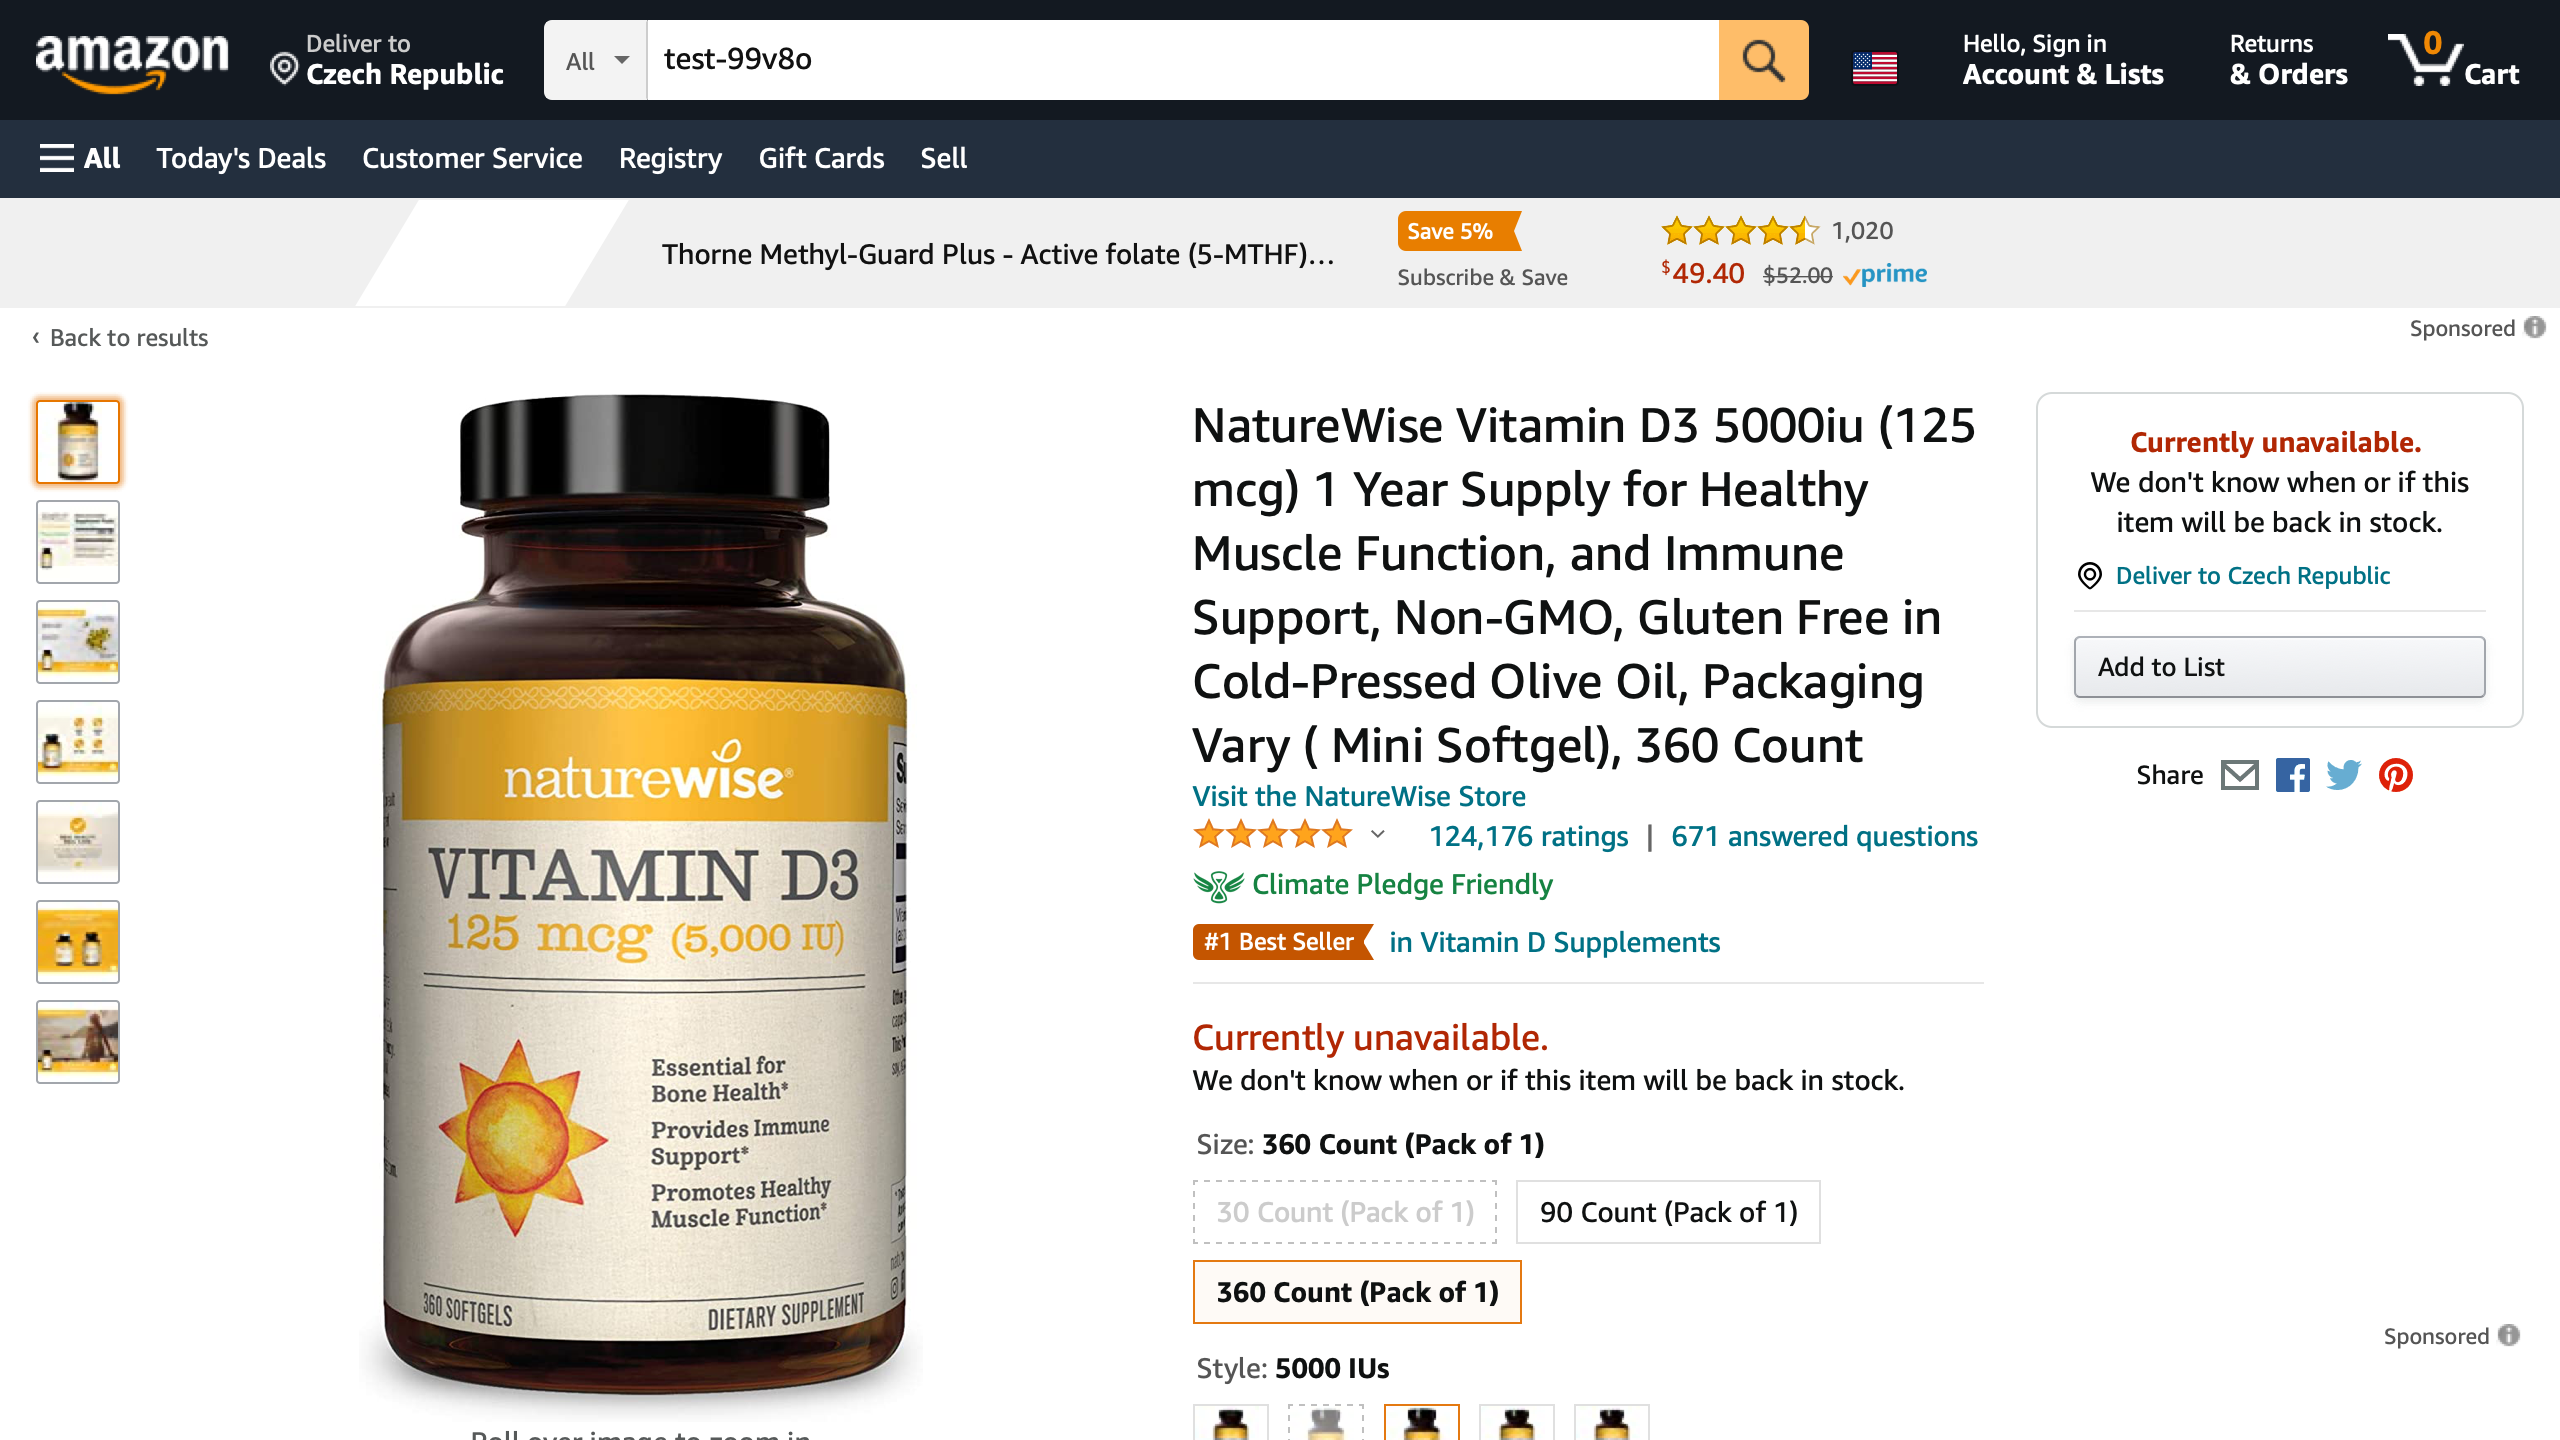 amazon
Deliver to
Czech Republic
All
test-99v8o
Hello, Sign in
Account & Lists
Returns
& Orders
0
Cart
All
Today's Deals
Customer Service
Registry
Gift Cards
Sell
Thorne Methyl-Guard Plus - Active folate (5-MTHF)...
Save 5%
Subscribe & Save
1,020
$49.40 $52.00 prime
‹ Back to results
Sponsored
naturewise®
VITAMIN D3
125 mcg (5,000 IU)
Essential for
Bone Health*
Provides Immune
Support*
Promotes Healthy
Muscle Function*
360 SOFTGELS
DIETARY SUPPLEMENT
Roll over image to zoom in
NatureWise Vitamin D3 5000iu (125
mcg) 1 Year Supply for Healthy
Muscle Function, and Immune
Support, Non-GMO, Gluten Free in
Cold-Pressed Olive Oil, Packaging
Vary ( Mini Softgel), 360 Count
Visit the NatureWise Store
124,176 ratings | 671 answered questions
Climate Pledge Friendly
#1 Best Seller in Vitamin D Supplements
Currently unavailable.
We don't know when or if this item will be back in stock.
Size: 360 Count (Pack of 1)
30 Count (Pack of 1)
90 Count (Pack of 1)
360 Count (Pack of 1)
Style: 5000 IUs
Currently unavailable.
We don't know when or if this
item will be back in stock.
Deliver to Czech Republic
Add to List
Share
Sponsored